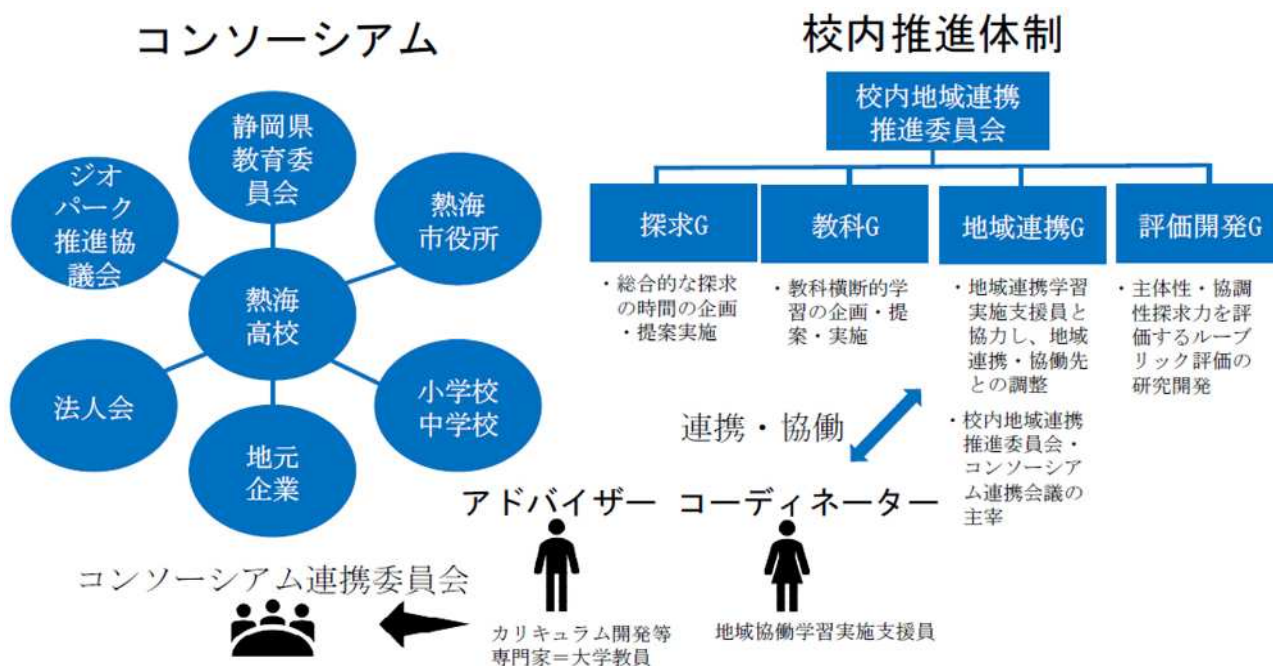 コンソーシアム
静岡県
教育委
員会
ジオ
パーク
推進協
議会
熱海
市役所
熱海
高校
法人会
小学校
中学校
地元
企業
校内推進体制
校内地域連携
推進委員会
探求G
教科G
地域連携G
評価開発G
・総合的な探求
の時間の企画
・提案実施
・教科横断的学
習の企画・提
案・実施
・地域連携学習
実施支援員と
協力し、地域
連携・協働先
との調整
・校内地域連携
推進委員会・
コンソーシア
ム連携会議の
主宰
・主体性・協調
性探求力を評
価するルーブ
リック評価の
研究開発
連携・協働
アドバイザー
コーディネーター
コンソーシアム連携委員会
カリキュラム開発等
専門家＝大学教員
地域協働学習実施支援員